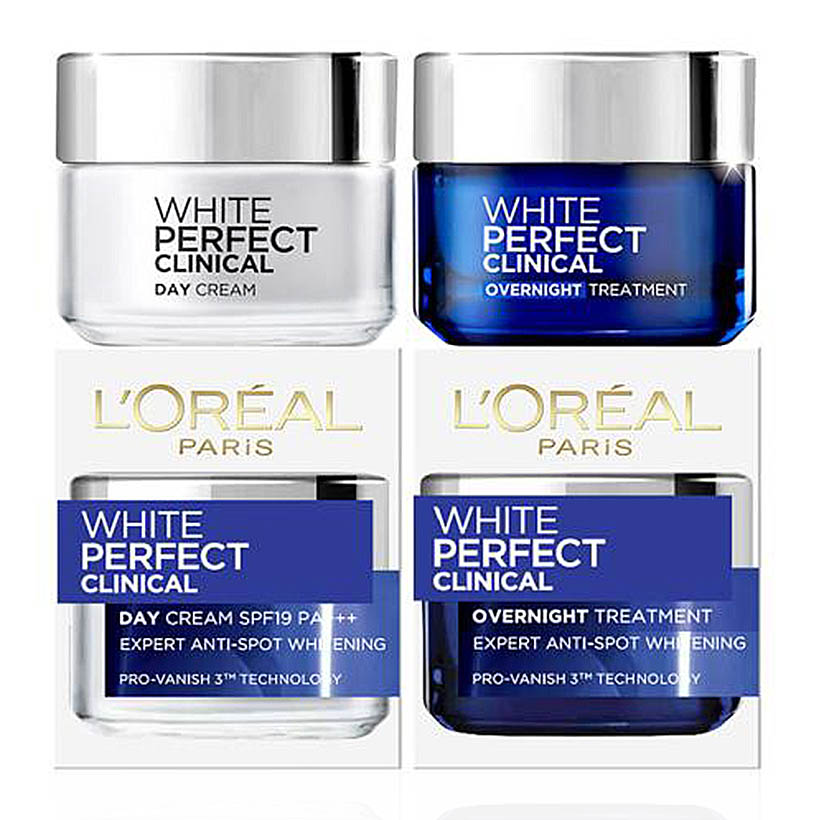 WHITE
PERFECT
CLINICAL
DAY CREAM
WHITE
PERFECT
CLINICAL
OVERNIGHT TREATMENT
L'ORÉAL
PARiS
WHITE
PERFECT
CLINICAL
DAY CREAM SPF19 PA+++
EXPERT ANTI-SPOT WHITENING
PRO-VANISH 3™ TECHNOLOGY
L'ORÉAL
PARiS
WHITE
PERFECT
CLINICAL
OVERNIGHT TREATMENT
EXPERT ANTI-SPOT WHITENING
PRO-VANISH 3™ TECHNOLOGY